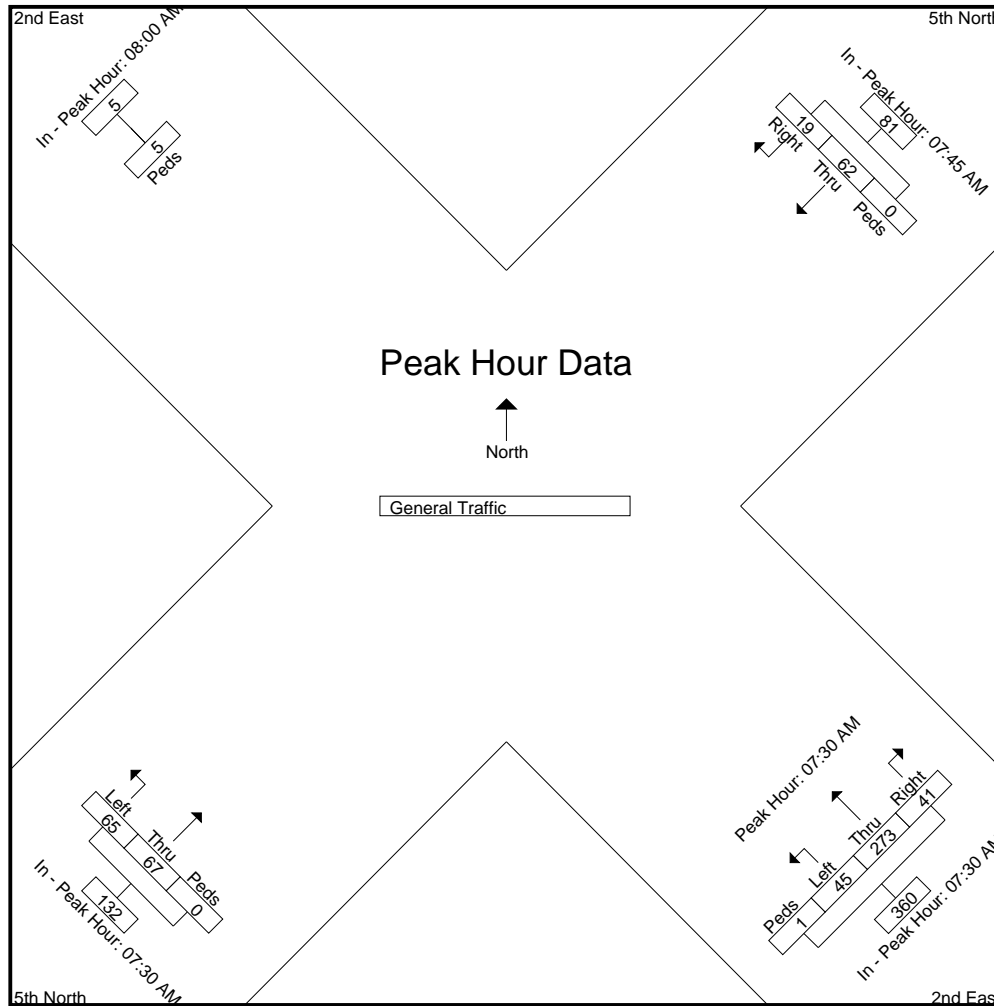 2nd East
5th North
In - Peak Hour: 08:00 AM
5
5
Peds
In - Peak Hour: 07:45 AM
81
19
62
0
Right
Thru
Peds
Peak Hour Data
North
General Traffic
Left
Thru
Peds
65
67
0
132
In - Peak Hour: 07:30 AM
Peak Hour: 07:30 AM
Right
Thru
Left
Peds
41
273
45
1
360
In - Peak Hour: 07:30 AM
5th North
2nd East